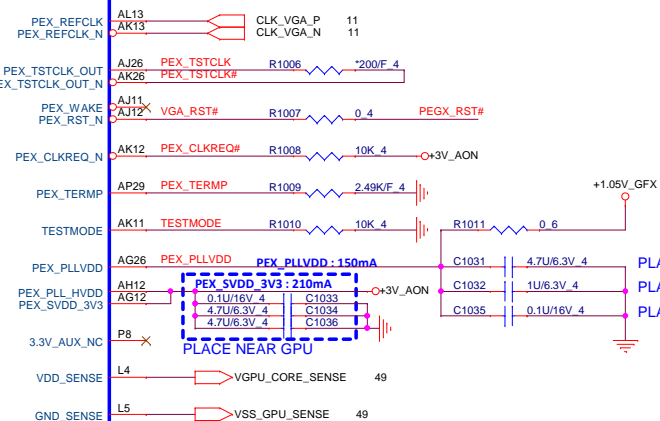 PEX_REFCLK AL13 CLK_VGA_P 11
PEX_REFCLK_N AK13 CLK_VGA_N 11
PEX_TSTCLK_OUT AJ26 PEX_TSTCLK R1006 *200/F_4
EX_TSTCLK_OUT_N AK26 PEX_TSTCLK#
PEX_WAKE AJ11
PEX_RST_N AJ12 VGA_RST# R1007 0_4 PEGX_RST#
PEX_CLKREQ_N AK12 PEX_CLKREQ# R1008 10K_4 +3V_AON
PEX_TERMP AP29 PEX_TERMP R1009 2.49K/F_4
+1.05V_GFX
TESTMODE AK11 TESTMODE R1010 10K_4 R1011 0_6
PEX_PLLVDD AG26 PEX_PLLVDD PEX_PLLVDD : 150mA C1031 4.7U/6.3V_4 PLA
PEX_PLL_HVDD AH12 PEX_SVDD_3V3 : 210mA +3V_AON C1032 1U/6.3V_4 PLA
PEX_SVDD_3V3 AG12 0.1U/16V_4 C1033
4.7U/6.3V_4 C1034 C1035 0.1U/16V_4 PLA
4.7U/6.3V_4 C1036
3.3V_AUX_NC P8 PLACE NEAR GPU
VDD_SENSE L4 VGPU_CORE_SENSE 49
GND_SENSE L5 VSS_GPU_SENSE 49